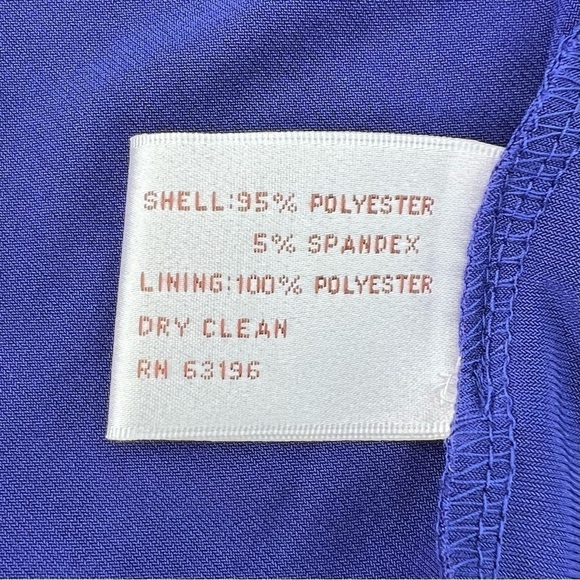 SHELL:95% POLYESTER
5% SPANDEX
LINING:100% POLYESTER
DRY CLEAN
RN 63196